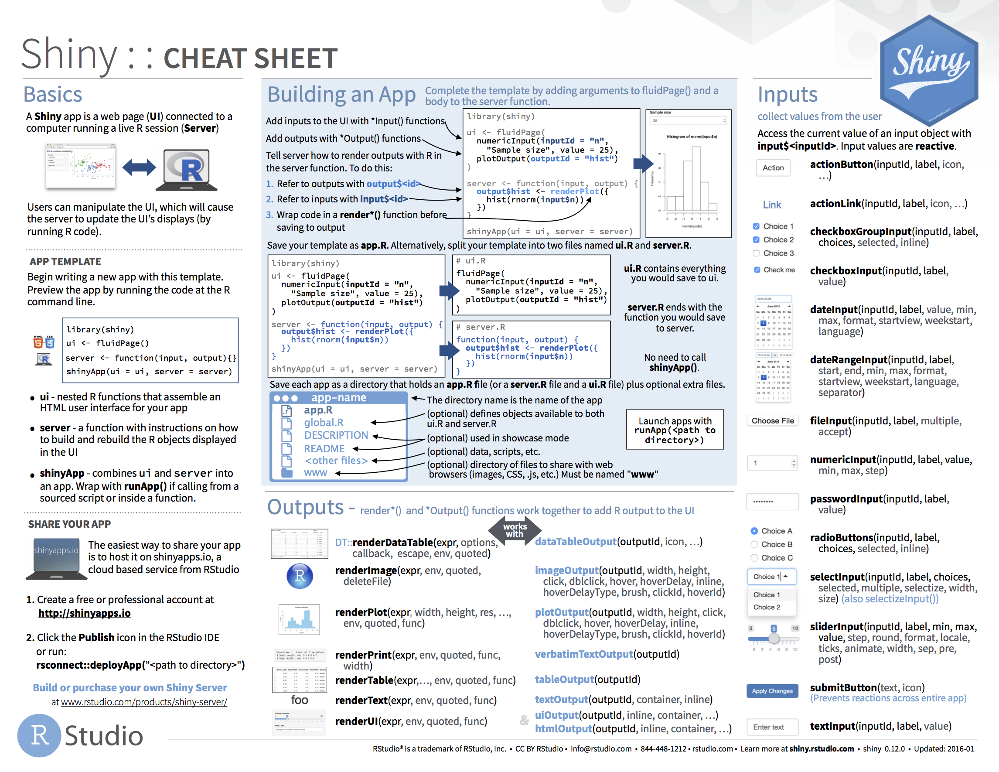 Shiny : : CHEAT SHEET
Shiny
www.rstudio.com
Basics
A Shiny app is a web page (UI) connected to a
computer running a live R session (Server)
Users can manipulate the UI, which will cause
the server to update the UI's displays (by
running R code).
APP TEMPLATE
Begin writing a new app with this template.
Preview the app by running the code at the R
command line.
library(shiny)
ui <- fluidPage()
server <- function(input, output){}
shinyApp(ui = ui, server = server)
• ui - nested R functions that assemble an
HTML user interface for your app
• server - a function with instructions on how
to build and rebuild the R objects displayed
in the UI
• shinyApp - combines ui and server into
an app. Wrap with runApp() if calling from a
sourced script or inside a function.
SHARE YOUR APP
shinyapps.io
The easiest way to share your app
is to host it on shinyapps.io, a
cloud based service from RStudio
1. Create a free or professional account at
http://shinyapps.io
2. Click the Publish icon in the RStudio IDE
or run:
rsconnect::deployApp("<path to directory>")
Build or purchase your own Shiny Server
at www.rstudio.com/products/shiny-server/
R Studio
Building an App
Complete the template by adding arguments to fluidPage() and a
body to the server function.
Add inputs to the UI with *Input() functions
Add outputs with *Output() functions
Tell server how to render outputs with R in
the server function. To do this:
1. Refer to outputs with output$<id>
2. Refer to inputs with input$<id>
3. Wrap code in a render*() function before
saving to output
library(shiny)
ui <- fluidPage(
numericInput(inputId = "n",
"Sample size", value = 25),
plotOutput(outputId = "hist")
)
server <- function(input, output) {
output$hist <- renderPlot({
hist(rnorm(input$n))
})
}
shinyApp(ui = ui, server = server)
Sample size
25
Histogram of rnorm(input$n)
Frequency
0 2 4 6 8
-3 -2 -1 0 1 2 3
rnorm(input$n)
Save your template as app.R. Alternatively, split your template into two files named ui.R and server.R.
library(shiny)
ui <- fluidPage(
numericInput(inputId = "n",
"Sample size", value = 25),
plotOutput(outputId = "hist")
)
server <- function(input, output) {
output$hist <- renderPlot({
hist(rnorm(input$n))
})
}
shinyApp(ui = ui, server = server)
# ui.R
fluidPage(
numericInput(inputId = "n",
"Sample size", value = 25),
plotOutput(outputId = "hist")
)
# server.R
function(input, output) {
output$hist <- renderPlot({
hist(rnorm(input$n))
})
}
ui.R contains everything
you would save to ui.
server.R ends with the
function you would save
to server.
No need to call
shinyApp().
Save each app as a directory that holds an app.R file (or a server.R file and a ui.R file) plus optional extra files.
app-name
.r app.R
global.R
DESCRIPTION
README
<other files>
www
The directory name is the name of the app
(optional) defines objects available to both
ui.R and server.R
(optional) used in showcase mode
(optional) data, scripts, etc.
(optional) directory of files to share with web
browsers (images, CSS, .js, etc.) Must be named "www"
Launch apps with
runApp(<path to
directory>)
Outputs - render*() and *Output() functions work together to add R output to the UI
works
with
DT::renderDataTable(expr, options,
callback, escape, env, quoted)
dataTableOutput(outputId, icon, …)
R
renderImage(expr, env, quoted,
deleteFile)
imageOutput(outputId, width, height,
click, dblclick, hover, hoverDelay, inline,
hoverDelayType, brush, clickId, hoverId)
renderPlot(expr, width, height, res, …,
env, quoted, func)
plotOutput(outputId, width, height, click,
dblclick, hover, hoverDelay, inline,
hoverDelayType, brush, clickId, hoverId)
renderPrint(expr, env, quoted, func,
width)
verbatimTextOutput(outputId)
renderTable(expr,…, env, quoted, func)
tableOutput(outputId)
foo
renderText(expr, env, quoted, func)
textOutput(outputId, container, inline)
renderUI(expr, env, quoted, func)
& uiOutput(outputId, inline, container, …)
htmlOutput(outputId, inline, container, …)
Inputs
collect values from the user
Access the current value of an input object with
input$<inputId>. Input values are reactive.
Action
actionButton(inputId, label, icon,
…)
Link
actionLink(inputId, label, icon, …)
Choice 1
Choice 2
Choice 3
checkboxGroupInput(inputId, label,
choices, selected, inline)
Check me
checkboxInput(inputId, label,
value)
June 2015
dateInput(inputId, label, value, min,
max, format, startview, weekstart,
language)
June 2015
dateRangeInput(inputId, label,
start, end, min, max, format,
startview, weekstart, language,
separator)
Choose File
fileInput(inputId, label, multiple,
accept)
1
numericInput(inputId, label, value,
min, max, step)
passwordInput(inputId, label,
value)
Choice A
Choice B
Choice C
radioButtons(inputId, label,
choices, selected, inline)
Choice 1
Choice 1
Choice 2
selectInput(inputId, label, choices,
selected, multiple, selectize, width,
size) (also selectizeInput())
0 5 10
0 2 4 6 8 10
sliderInput(inputId, label, min, max,
value, step, round, format, locale,
ticks, animate, width, sep, pre,
post)
Apply Changes
submitButton(text, icon)
(Prevents reactions across entire app)
Enter text
textInput(inputId, label, value)
RStudio® is a trademark of RStudio, Inc. • CC BY RStudio • info@rstudio.com • 844-448-1212 • rstudio.com • Learn more at shiny.rstudio.com • shiny 0.12.0 • Updated: 2016-01